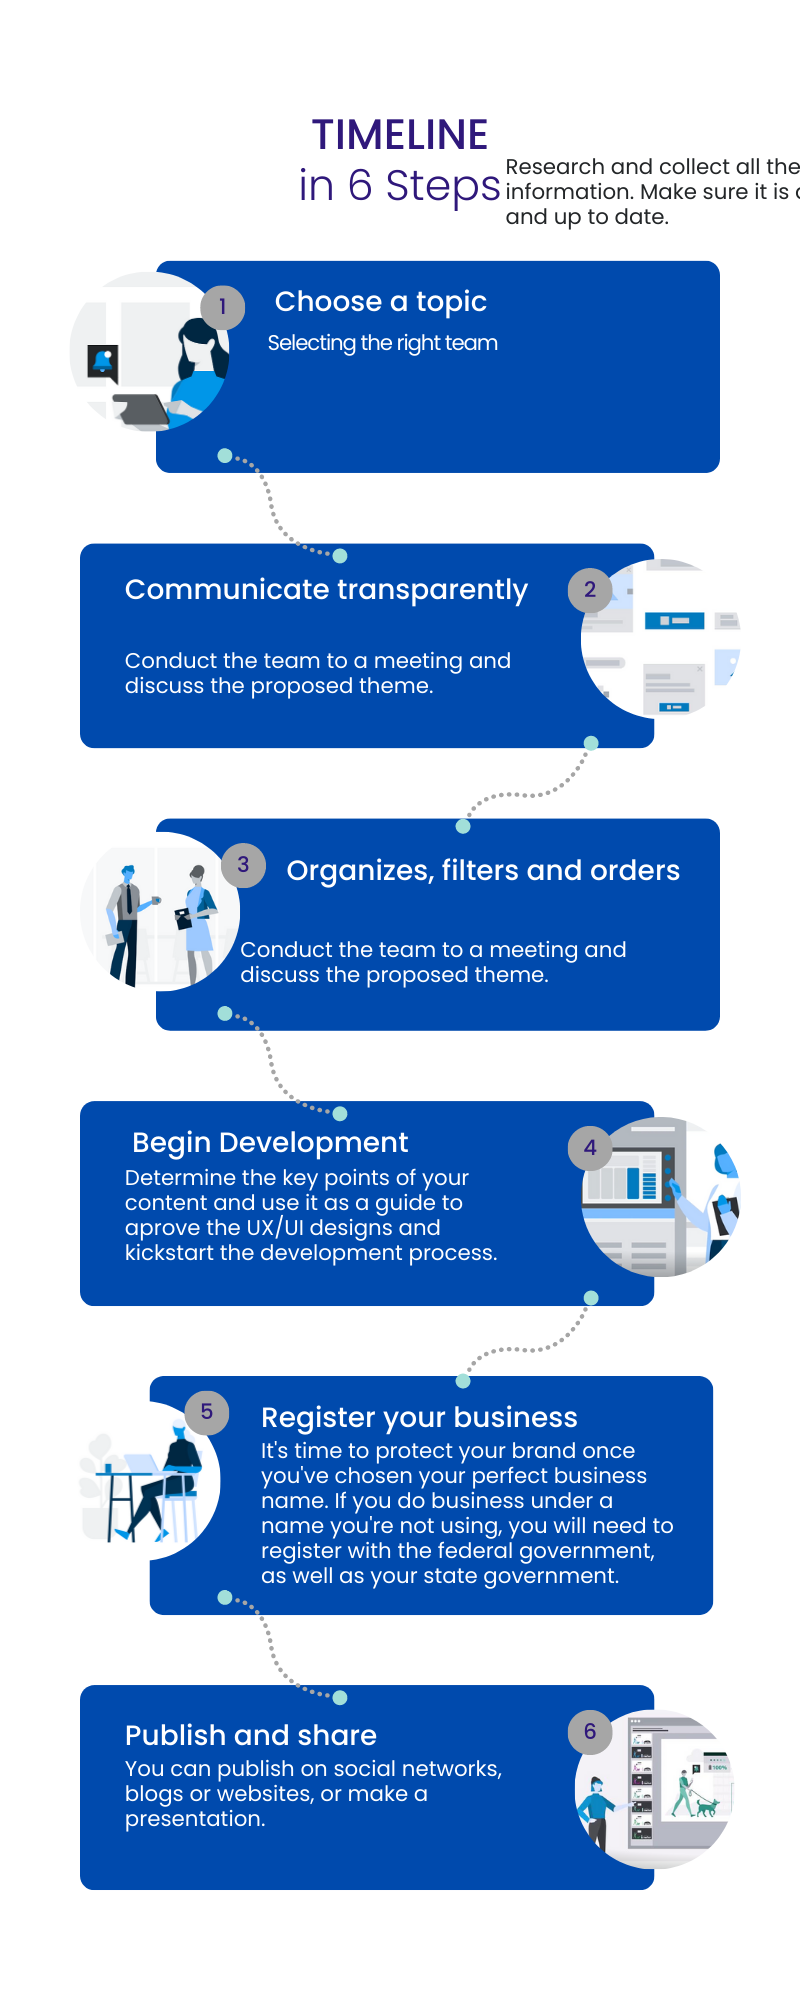 TIMELINE
in 6 Steps
Research and collect all the
information. Make sure it is
and up to date.
1
Choose a topic
Selecting the right team
Communicate transparently
2
Conduct the team to a meeting and
discuss the proposed theme.
3
Organizes, filters and orders
Conduct the team to a meeting and
discuss the proposed theme.
Begin Development
4
Determine the key points of your
content and use it as a guide to
aprove the UX/UI designs and
kickstart the development process.
5
Register your business
It's time to protect your brand once
you've chosen your perfect business
name. If you do business under a
name you're not using, you will need to
register with the federal government,
as well as your state government.
Publish and share
6
You can publish on social networks,
blogs or websites, or make a
presentation.
100%